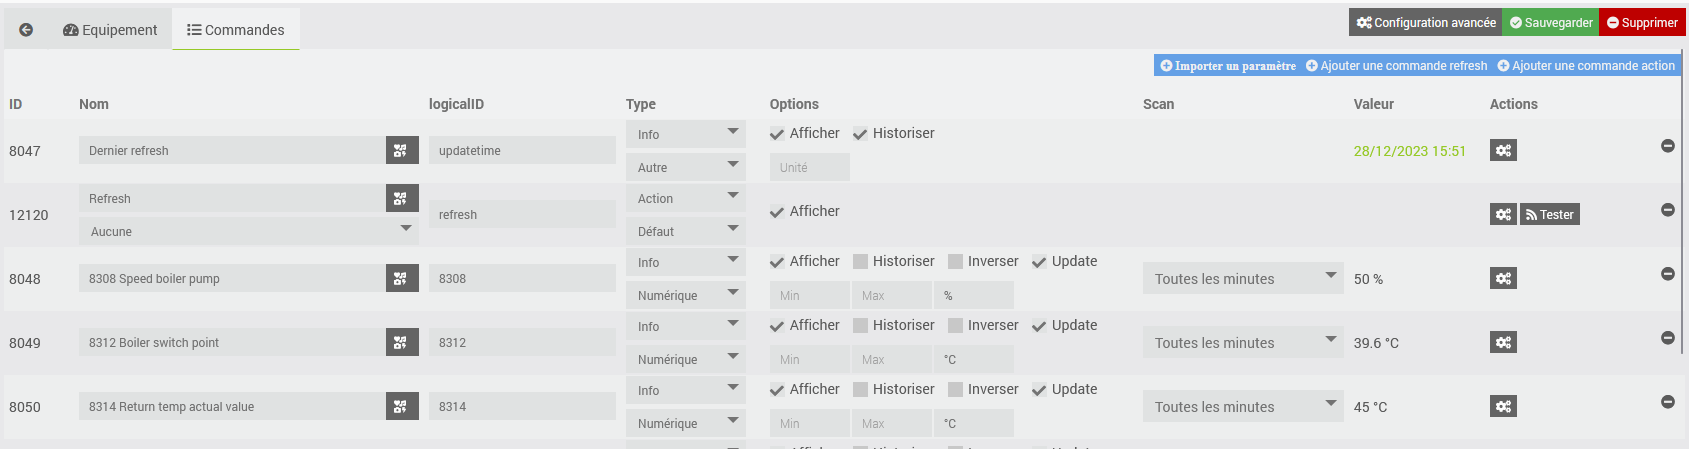 Equipement
Commandes
Configuration avancée
Sauvegarder
Supprimer
Importer un paramètre
Ajouter une commande refresh
Ajouter une commande action
ID Nom logicalID Type Options Scan Valeur Actions
Info Afficher Historiser
8047 Dernier refresh updatetime 28/12/2023 15:51
Autre Unité
Refresh Action
12120 refresh Afficher Tester
Aucune Défaut
Info Afficher Historiser Inverser Update
8048 8308 Speed boiler pump 8308 Toutes les minutes 50 %
Numérique Min Max %
Info Afficher Historiser Inverser Update
8049 8312 Boiler switch point 8312 Toutes les minutes 39.6 °C
Numérique Min Max °C
Info Afficher Historiser Inverser Update
8050 8314 Return temp actual value 8314 Toutes les minutes 45 °C
Numérique Min Max °C